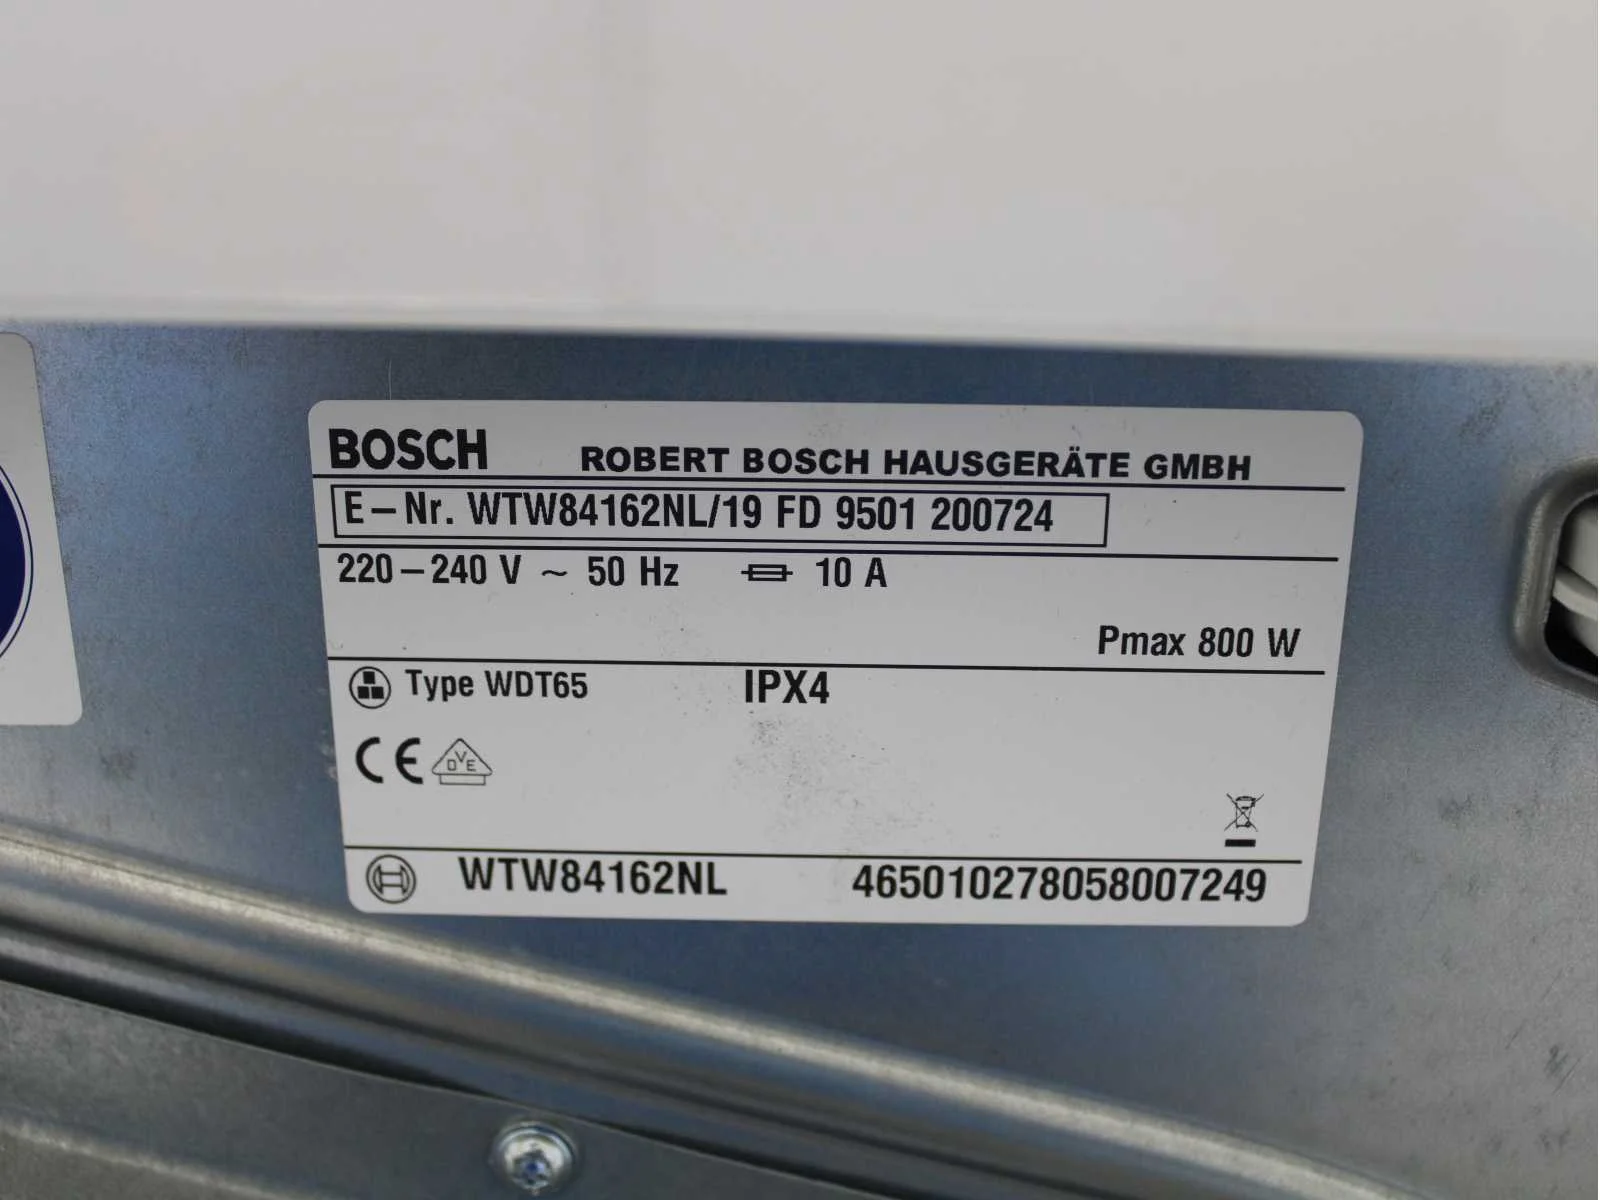 BOSCH ROBERT BOSCH HAUSGERÄTE GMBH
E-Nr. WTW84162NL/19 FD 9501 200724
220-240 V ~ 50 Hz 10 A
Pmax 800 W
Type WDT65 IPX4
CE DVE
WTW84162NL 465010278058007249